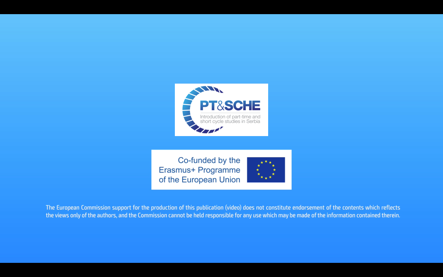 PT&SCHE
Introduction of part-time and
short cycle studies in Serbia
Co-funded by the
Erasmus+ Programme
of the European Union
The European Commission support for the production of this publication (video) does not constitute endorsement of the contents which reflects
the views only of the authors, and the Commission cannot be held responsible for any use which may be made of the information contained therein.